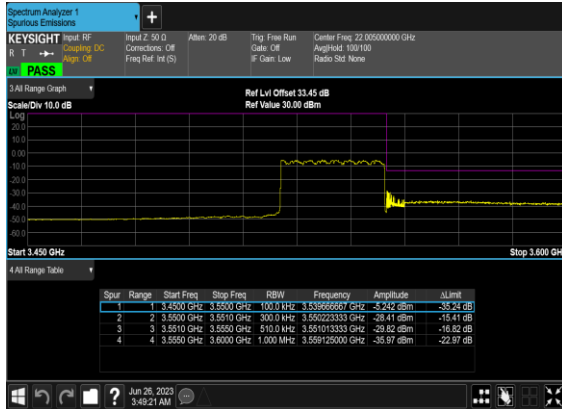 Spectrum Analyzer 1
Spurious Emissions
KEYSIGHT Input: RF Input Z: 50 Ω Atten: 20 dB Trig: Free Run Center Freq: 22.005000000 GHz
R T Coupling: DC Corrections: Off Gate: Off Avg|Hold: 100/100
Align: Off Freq Ref: Int (S) IF Gain: Low Radio Std: None
PASS
3 All Range Graph Ref Lvl Offset 33.45 dB
Scale/Div 10.0 dB Ref Value 30.00 dBm
Log
20.0
10.0
0.00
-10.0
-20.0
-30.0
-40.0
-50.0
-60.0
Start 3.450 GHz Stop 3.600 GH
4 All Range Table
Spur Range Start Freq Stop Freq RBW Frequency Amplitude ΔLimit
1 1 3.4500 GHz 3.5500 GHz 100.0 kHz 3.539666667 GHz -5.242 dBm -35.24 dB
2 2 3.5500 GHz 3.5510 GHz 300.0 kHz 3.550223333 GHz -28.41 dBm -15.41 dB
3 3 3.5510 GHz 3.5550 GHz 510.0 kHz 3.551013333 GHz -29.82 dBm -16.82 dB
4 4 3.5550 GHz 3.6000 GHz 1.000 MHz 3.559125000 GHz -35.97 dBm -22.97 dB
Jun 26, 2023
3:49:21 AM